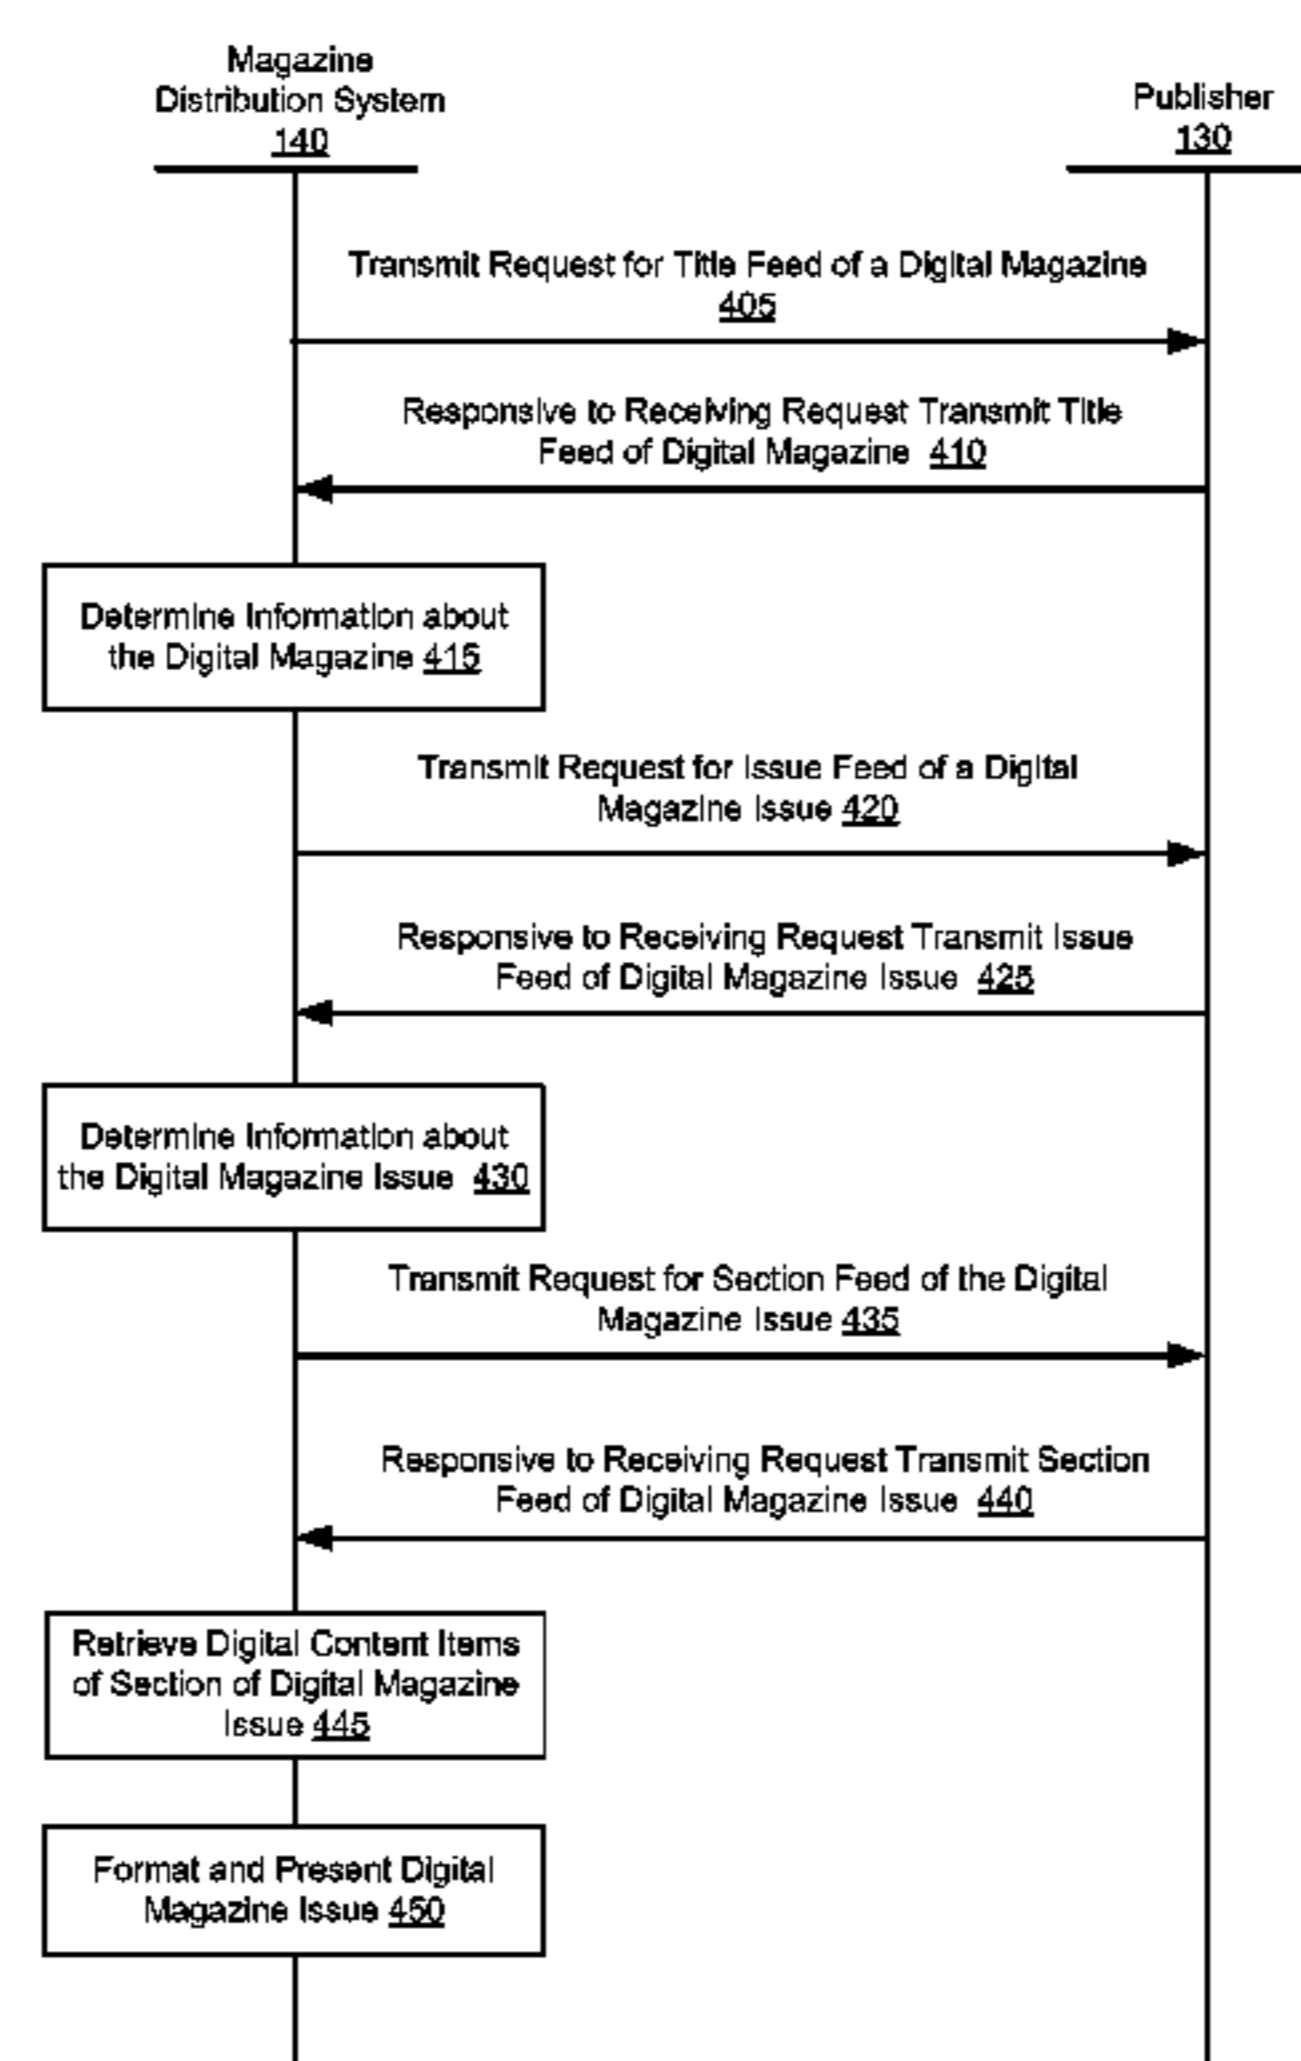 Magazine
Distribution System
140
Publisher
130
Transmit Request for Title Feed of a Digital Magazine
405
Responsive to Receiving Request Transmit Title
Feed of Digital Magazine 410
Determine Information about
the Digital Magazine 415
Transmit Request for Issue Feed of a Digital
Magazine Issue 420
Responsive to Receiving Request Transmit Issue
Feed of Digital Magazine Issue 425
Determine Information about
the Digital Magazine Issue 430
Transmit Request for Section Feed of the Digital
Magazine Issue 435
Responsive to Receiving Request Transmit Section
Feed of Digital Magazine Issue 440
Retrieve Digital Content Items
of Section of Digital Magazine
Issue 445
Format and Present Digital
Magazine Issue 450